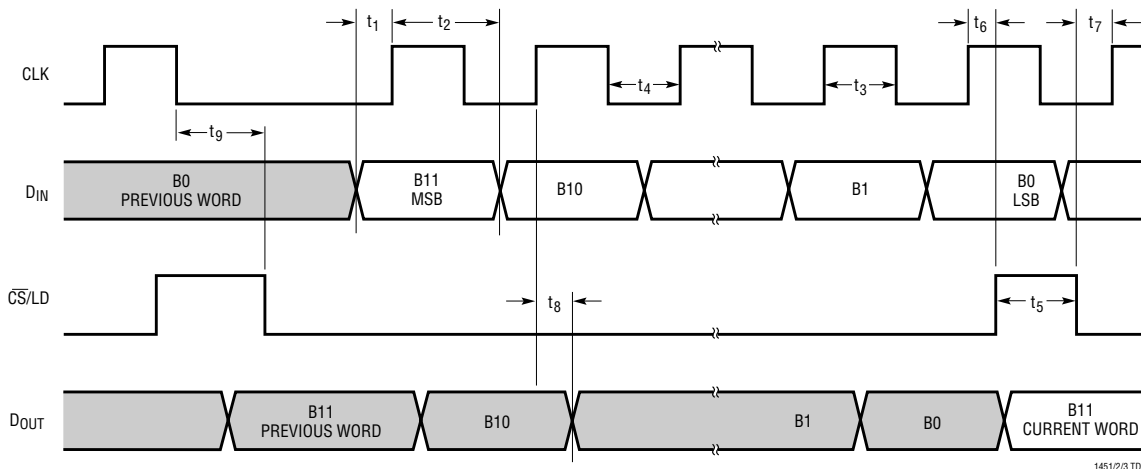 t1
t2
t6
t7
CLK
t4
t3
t9
DIN
B0
PREVIOUS WORD
B11
MSB
B10
B1
B0
LSB
CS/LD
t8
t5
DOUT
B11
PREVIOUS WORD
B10
B1
B0
B11
CURRENT WORD
1451/2/3 TD